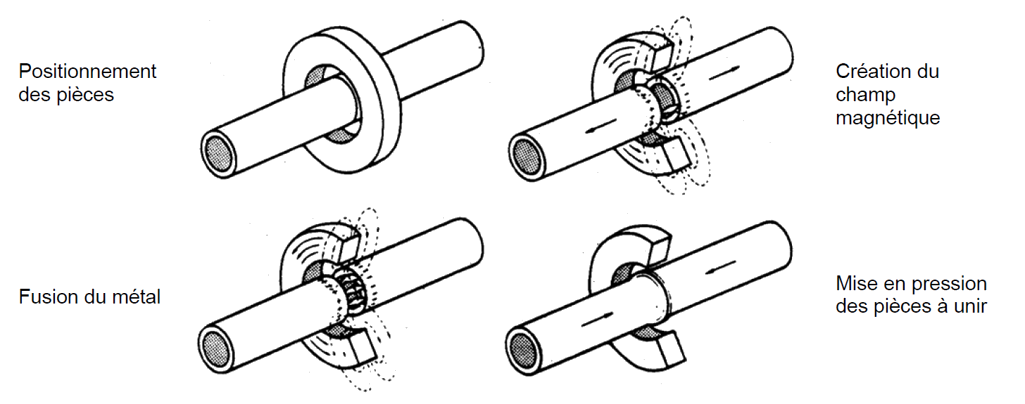 Positionnement
des pièces
Création du
champ
magnétique
Fusion du métal
Mise en pression
des pièces à unir